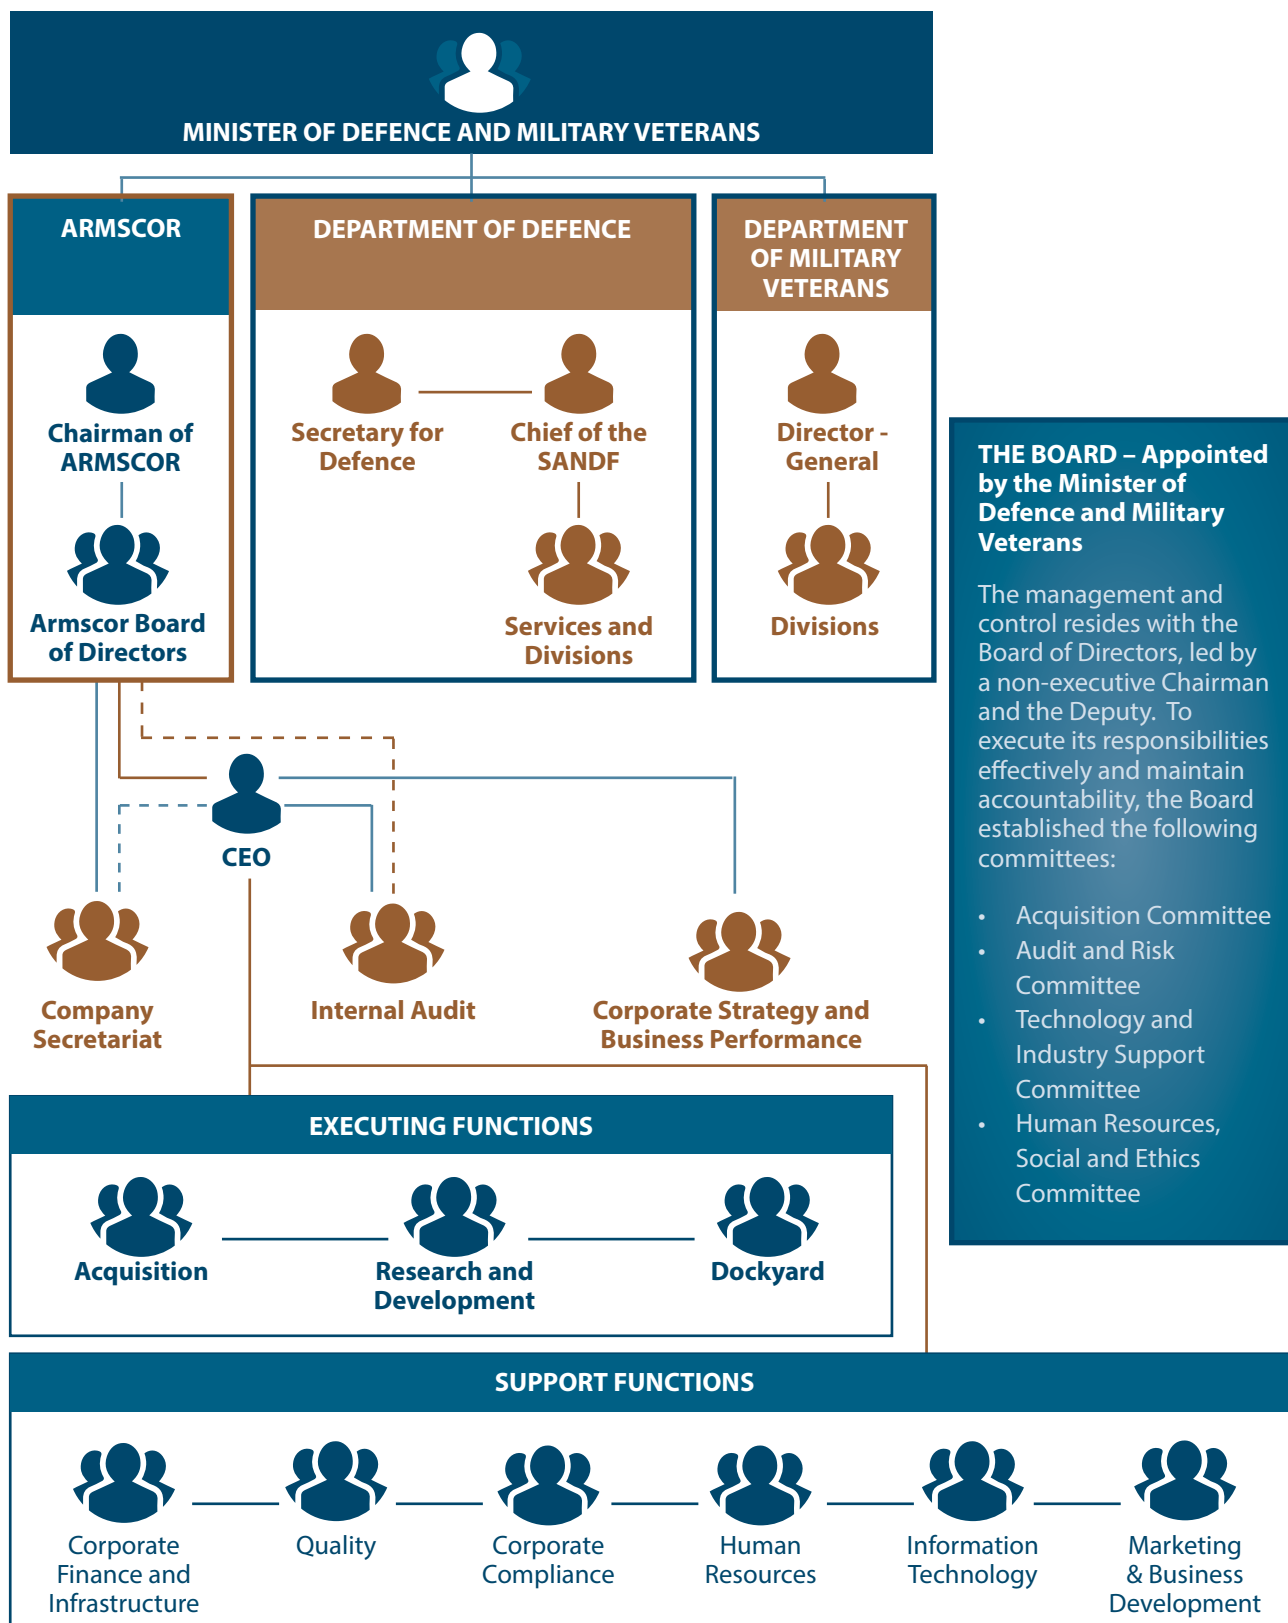 MINISTER OF DEFENCE AND MILITARY VETERANS
ARMSCOR
Chairman of
ARMSCOR
Armscor Board
of Directors
DEPARTMENT OF DEFENCE
Secretary for
Defence
Chief of the
SANDF
Services and
Divisions
DEPARTMENT
OF MILITARY
VETERANS
Director -
General
Divisions
THE BOARD – Appointed
by the Minister of
Defence and Military
Veterans
The management and
control resides with the
Board of Directors, led by
a non-executive Chairman
and the Deputy. To
execute its responsibilities
effectively and maintain
accountability, the Board
established the following
committees:
• Acquisition Committee
• Audit and Risk
Committee
• Technology and
Industry Support
Committee
• Human Resources,
Social and Ethics
Committee
CEO
Company
Secretariat
Internal Audit
Corporate Strategy and
Business Performance
EXECUTING FUNCTIONS
Acquisition
Research and
Development
Dockyard
SUPPORT FUNCTIONS
Corporate
Finance and
Infrastructure
Quality
Corporate
Compliance
Human
Resources
Information
Technology
Marketing
& Business
Development